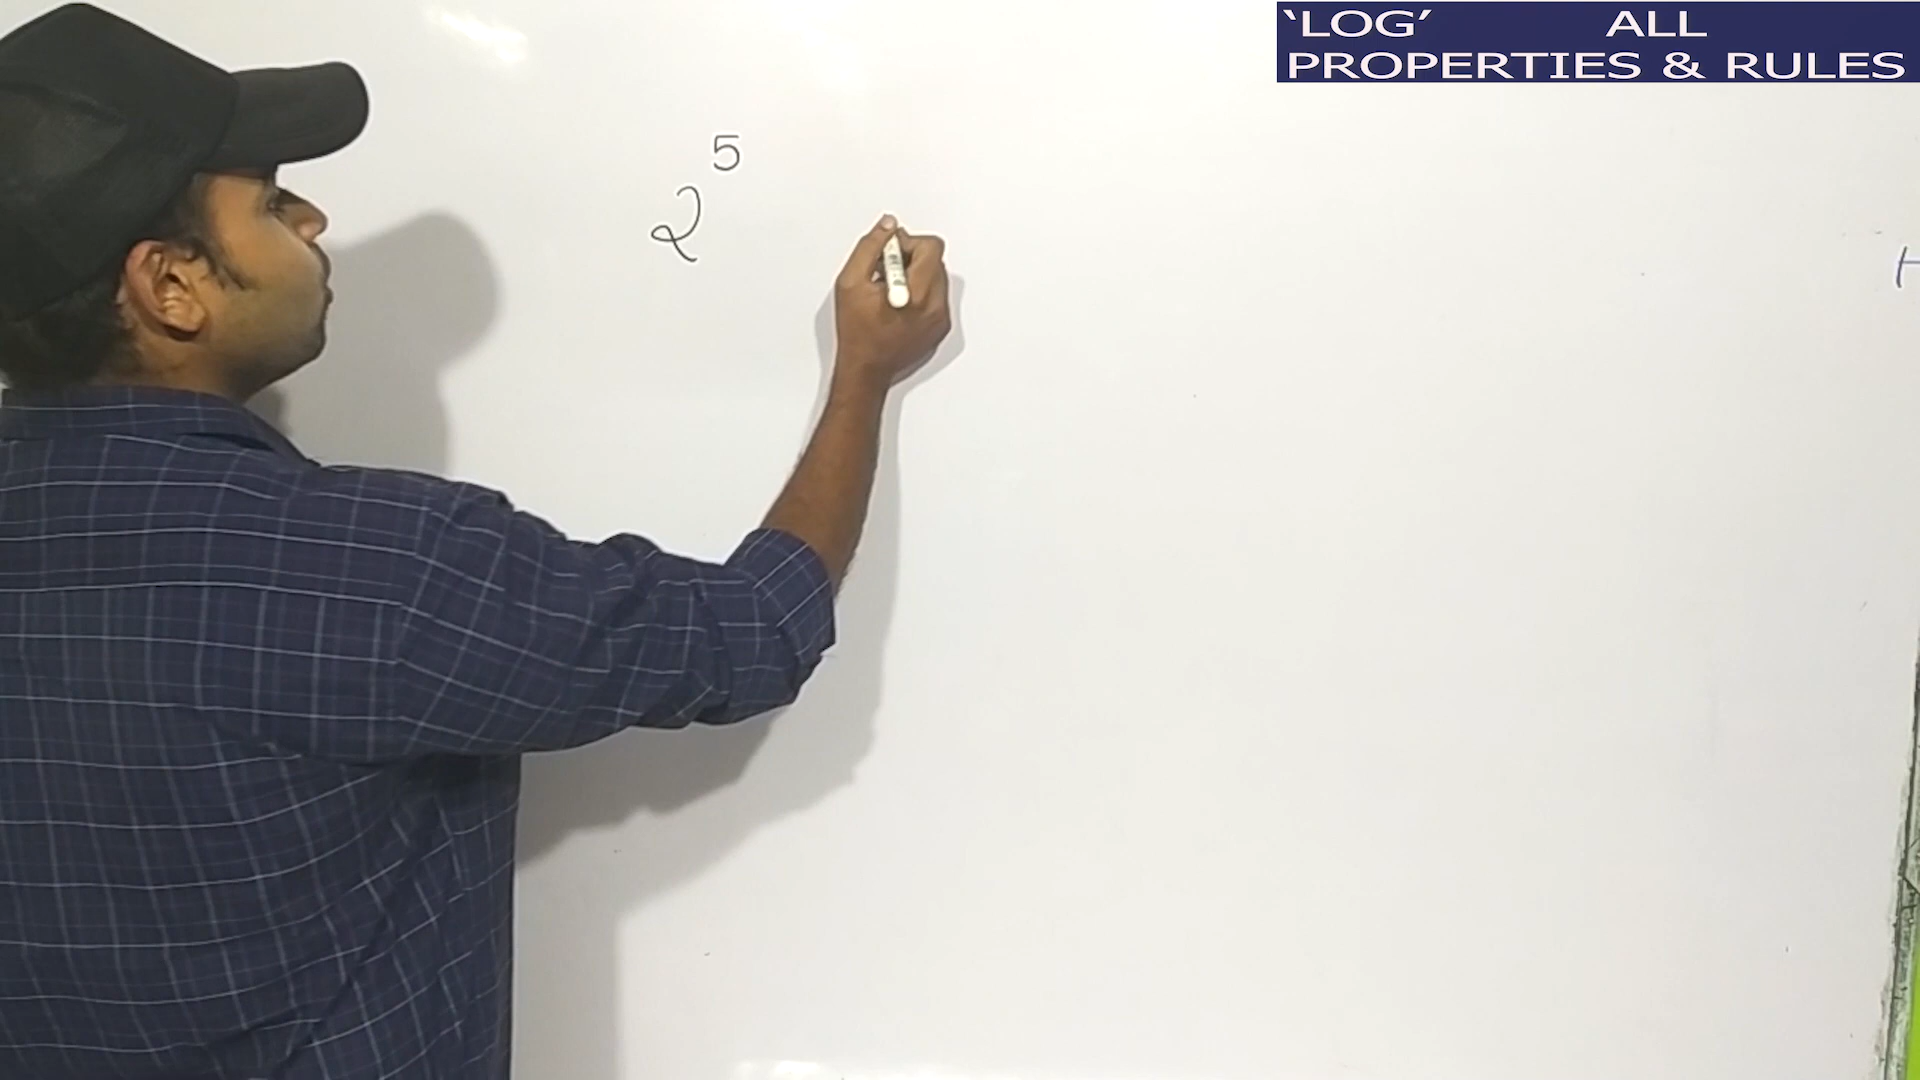 ‘LOG’ ALL
PROPERTIES & RULES
2⁵